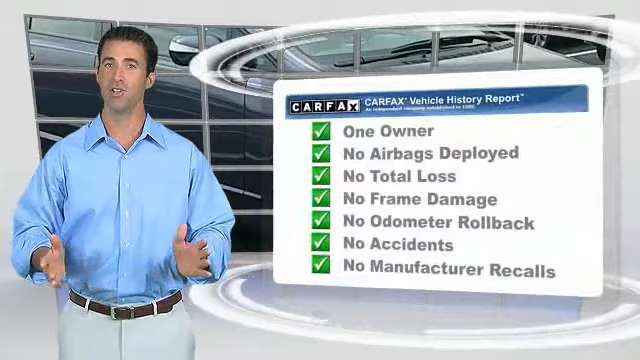 CARFAX CARFAX® Vehicle History Report™
An independent company established in 1986
One Owner
No Airbags Deployed
No Total Loss
No Frame Damage
No Odometer Rollback
No Accidents
No Manufacturer Recalls